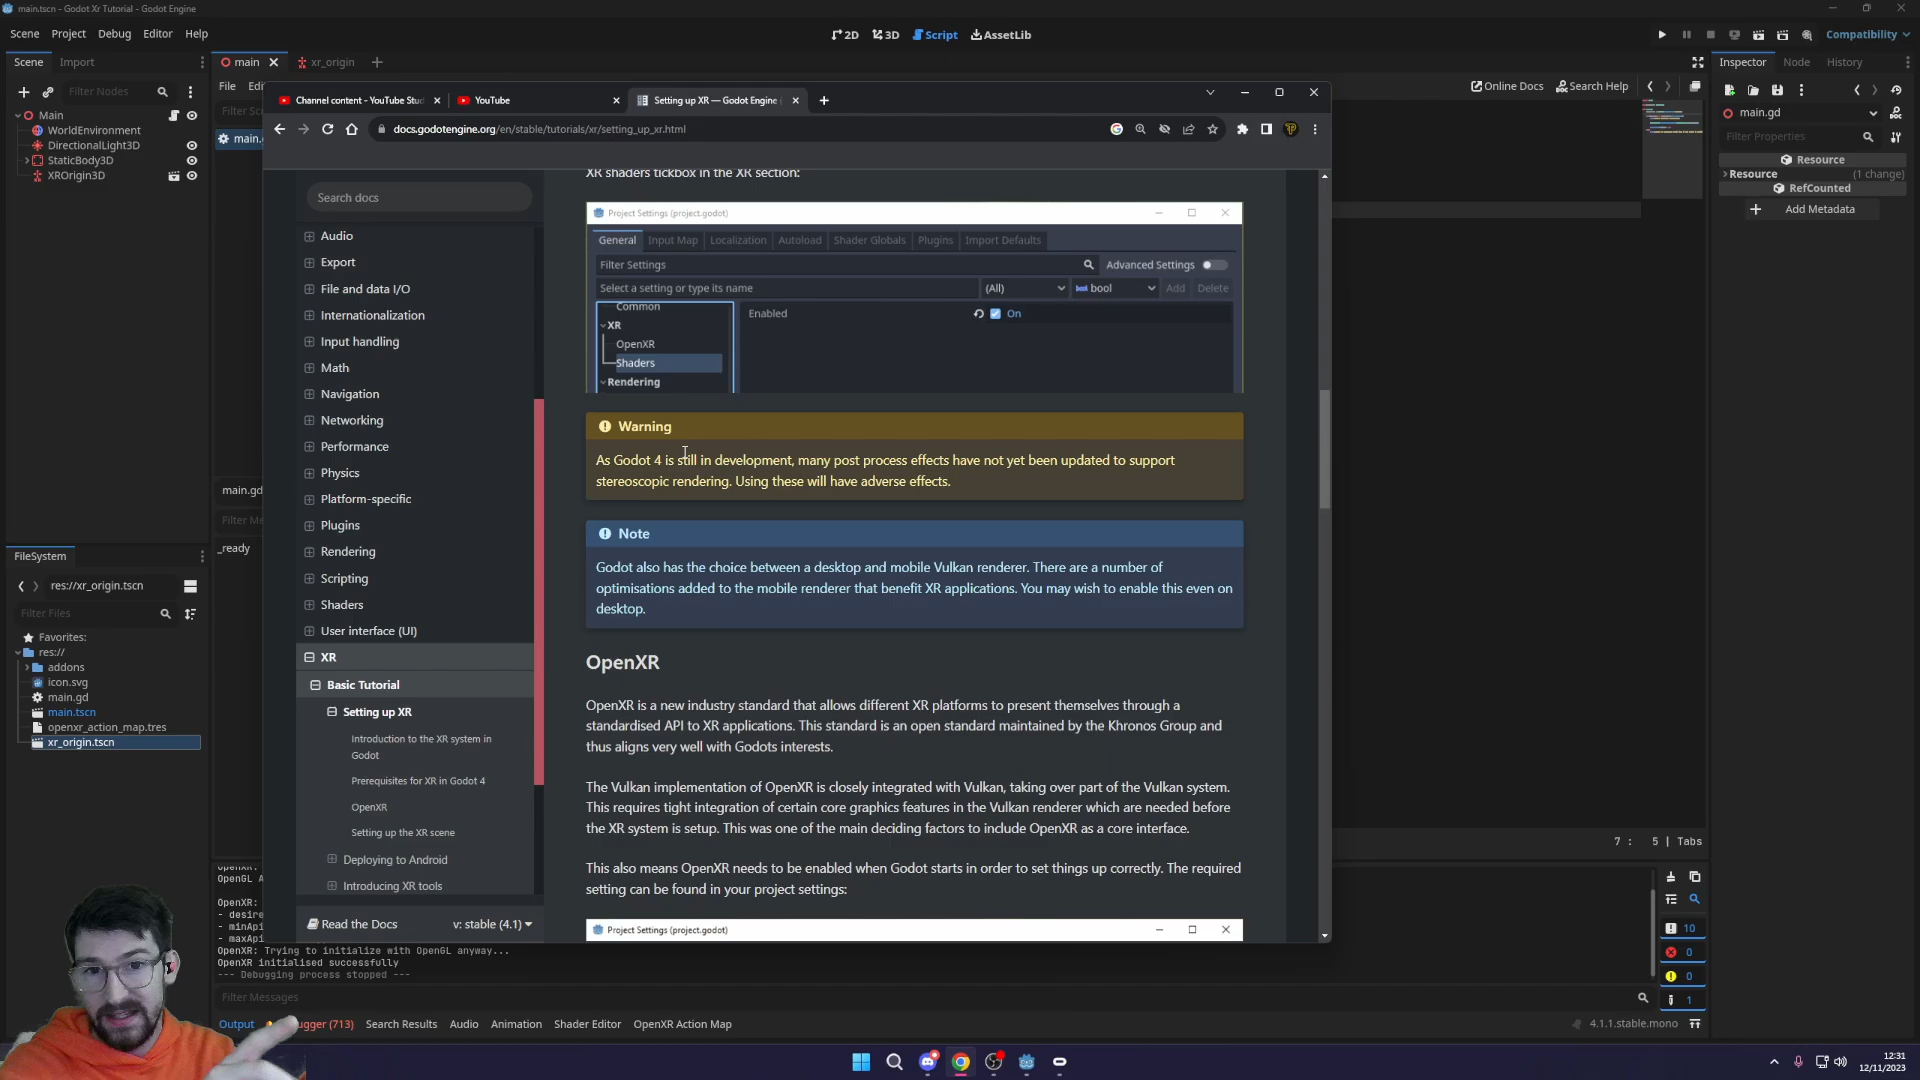 main.tscn - Godot Xr Tutorial - Godot Engine
Scene Project Debug Editor Help
2D 3D Script AssetLib
Compatibility
Scene Import
main
xr_origin
Inspector Node History
Filter Nodes
File
Online Docs Search Help
Main
WorldEnvironment
DirectionalLight3D
StaticBody3D
XROrigin3D
main.gd
Filter Properties
Resource
Resource (1 change)
RefCounted
Add Metadata
Channel content - YouTube Stud
YouTube
Setting up XR — Godot Engine
docs.godotengine.org/en/stable/tutorials/xr/setting_up_xr.html
Search docs
Audio
Export
File and data I/O
Internationalization
Input handling
Math
Navigation
Networking
Performance
Physics
Platform-specific
Plugins
Rendering
Scripting
Shaders
User interface (UI)
XR
Basic Tutorial
Setting up XR
Introduction to the XR system in
Godot
Prerequisites for XR in Godot 4
OpenXR
Setting up the XR scene
Deploying to Android
Introducing XR tools
Read the Docs v: stable (4.1)
XR shaders tickbox in the XR section:
Project Settings (project.godot)
General Input Map Localization Autoload Shader Globals Plugins Import Defaults
Filter Settings Advanced Settings
Select a setting or type its name (All) bool Add Delete
Common
XR
OpenXR
Shaders
Rendering
Enabled On
Warning
As Godot 4 is still in development, many post process effects have not yet been updated to support
stereoscopic rendering. Using these will have adverse effects.
Note
Godot also has the choice between a desktop and mobile Vulkan renderer. There are a number of
optimisations added to the mobile renderer that benefit XR applications. You may wish to enable this even on
desktop.
OpenXR
OpenXR is a new industry standard that allows different XR platforms to present themselves through a
standardised API to XR applications. This standard is an open standard maintained by the Khronos Group and
thus aligns very well with Godots interests.
The Vulkan implementation of OpenXR is closely integrated with Vulkan, taking over part of the Vulkan system.
This requires tight integration of certain core graphics features in the Vulkan renderer which are needed before
the XR system is setup. This was one of the main deciding factors to include OpenXR as a core interface.
This also means OpenXR needs to be enabled when Godot starts in order to set things up correctly. The required
setting can be found in your project settings:
Project Settings (project.godot)
main.gd
_ready
FileSystem
res://xr_origin.tscn
Filter Files
Favorites:
res://
addons
icon.svg
main.gd
main.tscn
openxr_action_map.tres
xr_origin.tscn
7 : 5 | Tabs
OpenGL A
OpenXR:
- desire
- minApi
- maxApi
OpenXR: Trying to initialize with OpenGL anyway...
OpenXR initialised successfully
--- Debugging process stopped ---
Filter Messages
10
0
0
1
Output (713) Search Results Audio Animation Shader Editor OpenXR Action Map
4.1.1.stable.mono
12:31
12/11/2023